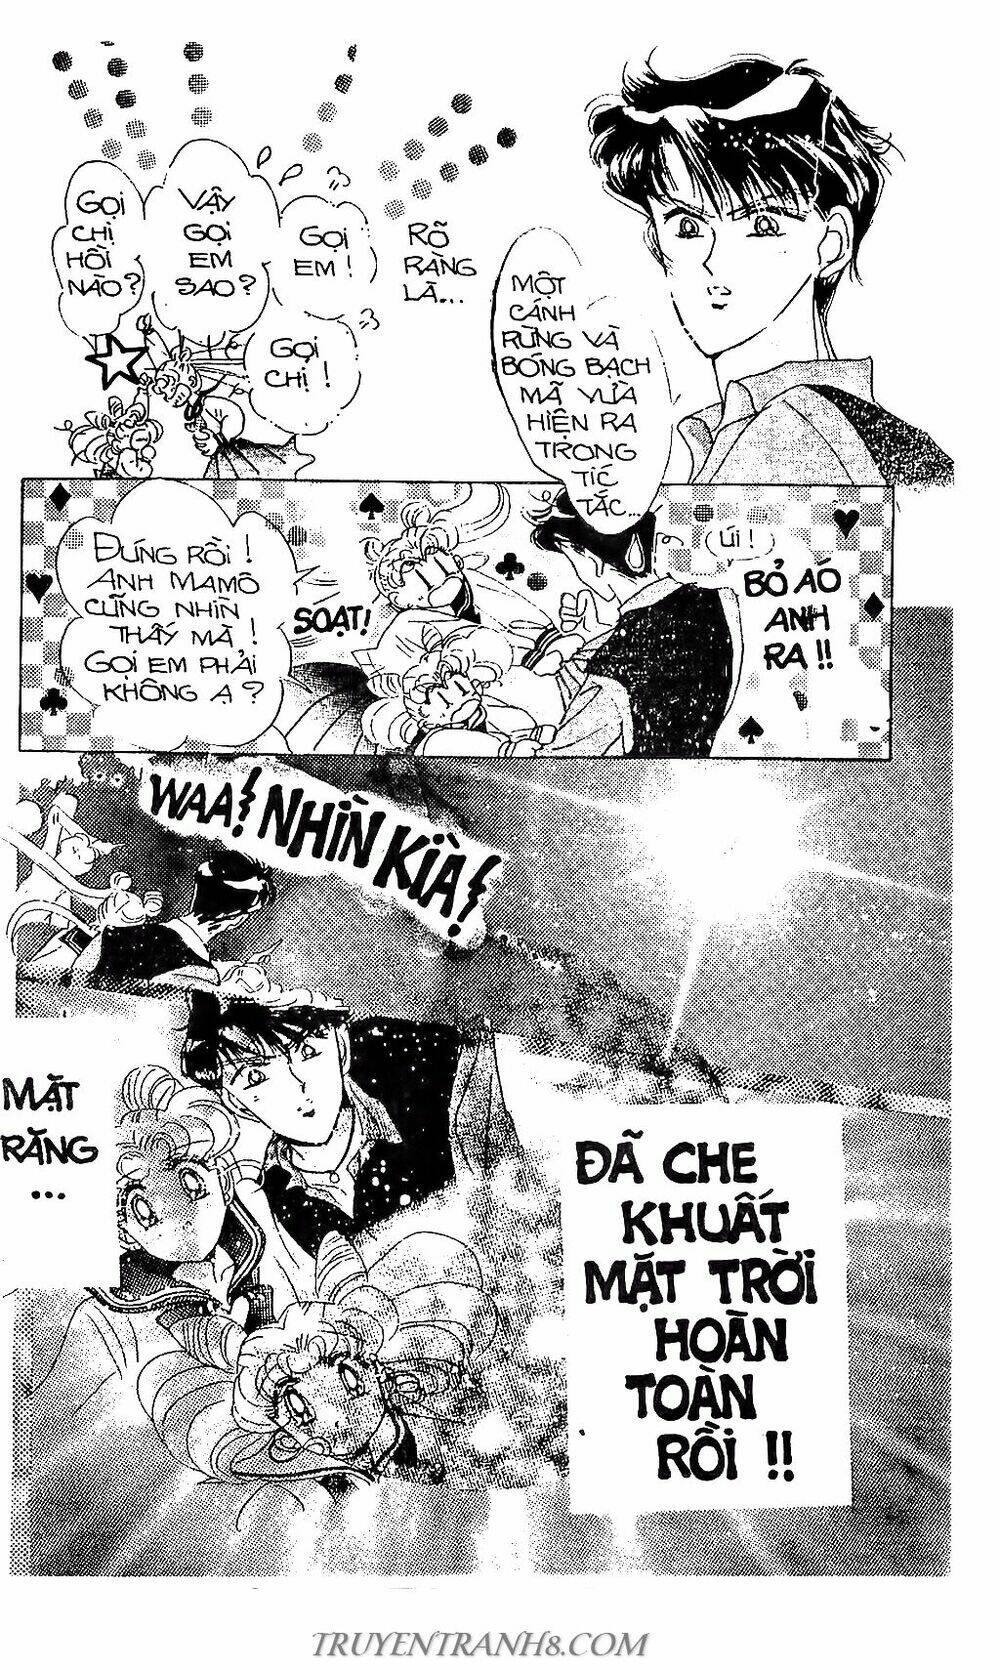 GỌI
CHỊ
HỒI
NÀO?
VẬY
GỌI
EM
SAO?
GỌI
EM!
GỌI
CHỊ!
RÕ
RÀNG
LÀ...
MỘT
CÁNH
RỪNG VÀ
BÓNG BẠCH
MÃ VỪA
HIỆN RA
TRONG
TÍC
TẮC...
ĐÚNG RỒI!
ANH MAMÔ
CŨNG NHÌN
THẤY MÀ!
GỌI EM PHẢI
KHÔNG Ạ?
SOẠT!
ÚI!
BỎ ÁO
ANH
RA!!
WAA! NHÌN KÌA!
MẶT
RĂNG
...
ĐÃ CHE
KHUẤT
MẶT TRỜI
HOÀN
TOÀN
RỒI!!
TRUYENTRANH8.COM